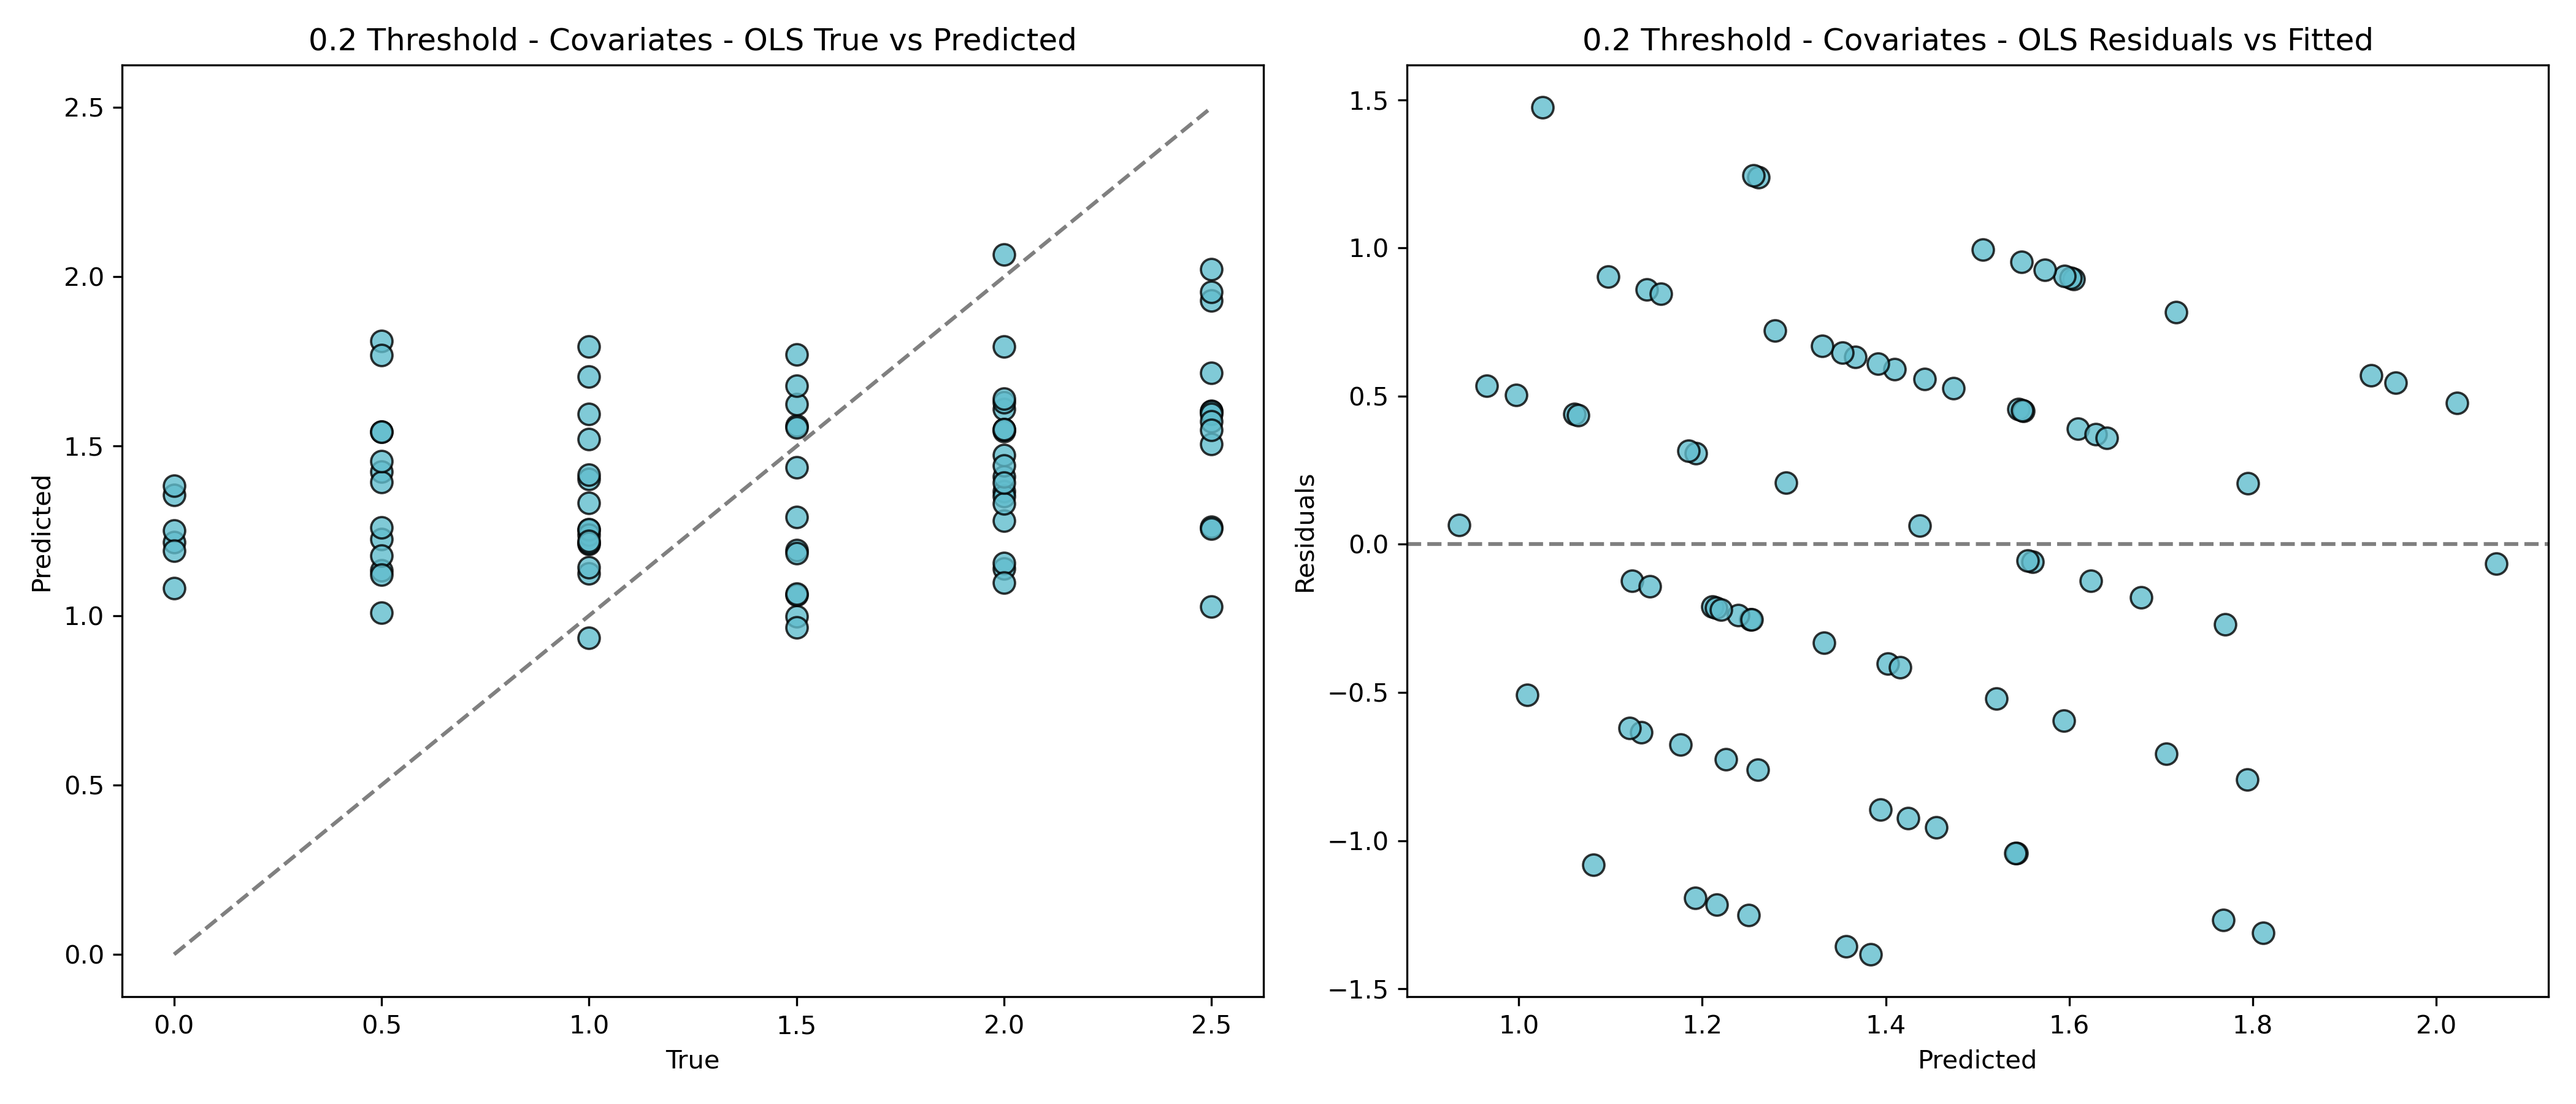 0.2 Threshold - Covariates - OLS True vs Predicted
2.5
2.0
1.5
1.0
0.5
0.0
Predicted
0.0 0.5 1.0 1.5 2.0 2.5
True
0.2 Threshold - Covariates - OLS Residuals vs Fitted
1.5
1.0
0.5
0.0
−0.5
−1.0
−1.5
Residuals
1.0 1.2 1.4 1.6 1.8 2.0
Predicted